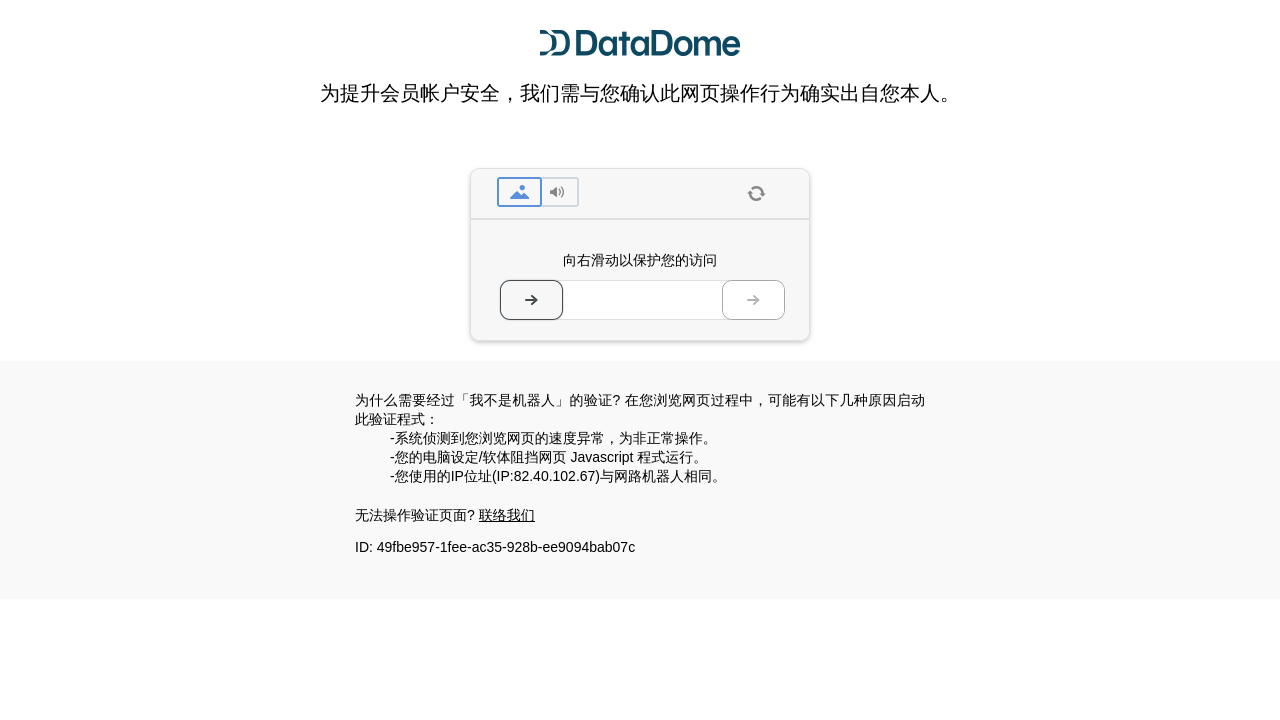 DataDome
为提升会员帐户安全，我们需与您确认此网页操作行为确实出自您本人。
向右滑动以保护您的访问
为什么需要经过「我不是机器人」的验证? 在您浏览网页过程中，可能有以下几种原因启动
此验证程式：
-系统侦测到您浏览网页的速度异常，为非正常操作。
-您的电脑设定/软体阻挡网页 Javascript 程式运行。
-您使用的IP位址(IP:82.40.102.67)与网路机器人相同。
无法操作验证页面? 联络我们
ID: 49fbe957-1fee-ac35-928b-ee9094bab07c